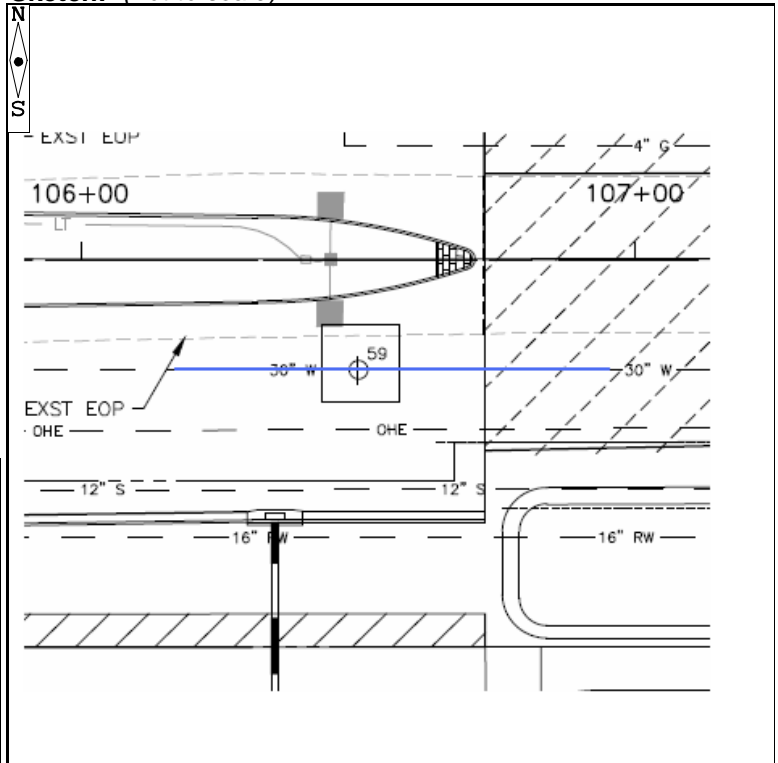 N
S
EXST EOP
4" G
106+00
107+00
LT
59
30" W
30" W
EXST EOP
OHE
OHE
12" S
12" S
16" RW
16" RW